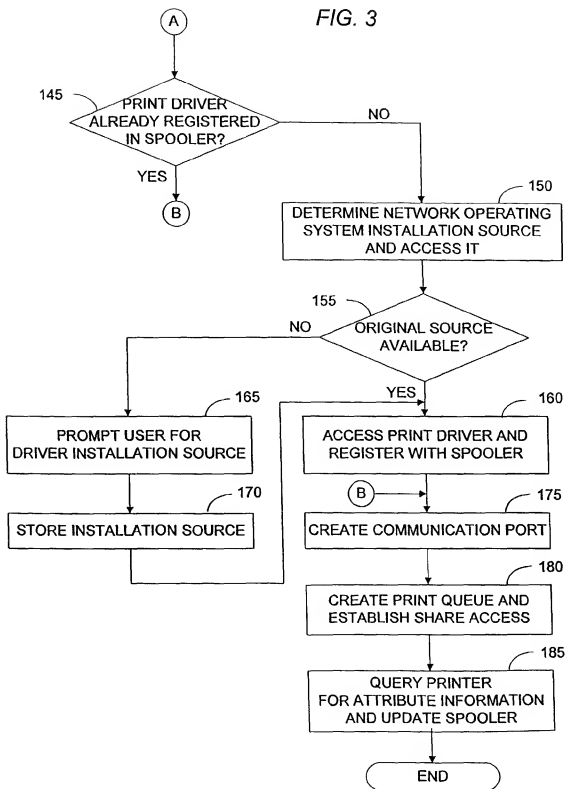 FIG. 3
A
145
PRINT DRIVER
ALREADY REGISTERED
IN SPOOLER?
NO
YES
B
150
DETERMINE NETWORK OPERATING
SYSTEM INSTALLATION SOURCE
AND ACCESS IT
155
ORIGINAL SOURCE
AVAILABLE?
NO
YES
165
PROMPT USER FOR
DRIVER INSTALLATION SOURCE
160
ACCESS PRINT DRIVER AND
REGISTER WITH SPOOLER
170
STORE INSTALLATION SOURCE
B
175
CREATE COMMUNICATION PORT
180
CREATE PRINT QUEUE AND
ESTABLISH SHARE ACCESS
185
QUERY PRINTER
FOR ATTRIBUTE INFORMATION
AND UPDATE SPOOLER
END